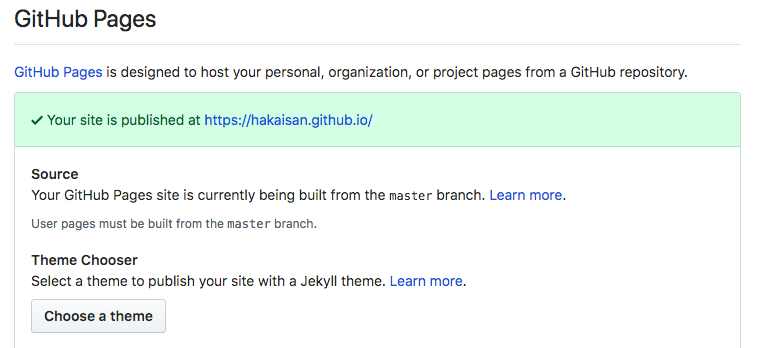 GitHub Pages
GitHub Pages is designed to host your personal, organization, or project pages from a GitHub repository.
✓ Your site is published at https://hakaisan.github.io/
Source
Your GitHub Pages site is currently being built from the master branch. Learn more.
User pages must be built from the master branch.
Theme Chooser
Select a theme to publish your site with a Jekyll theme. Learn more.
Choose a theme